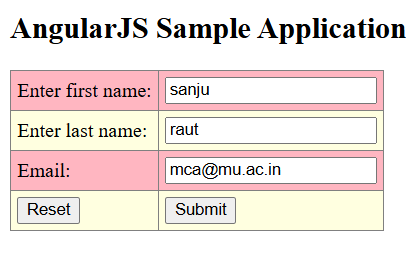 AngularJS Sample Application
Enter first name: sanju
Enter last name: raut
Email: mca@mu.ac.in
Reset Submit